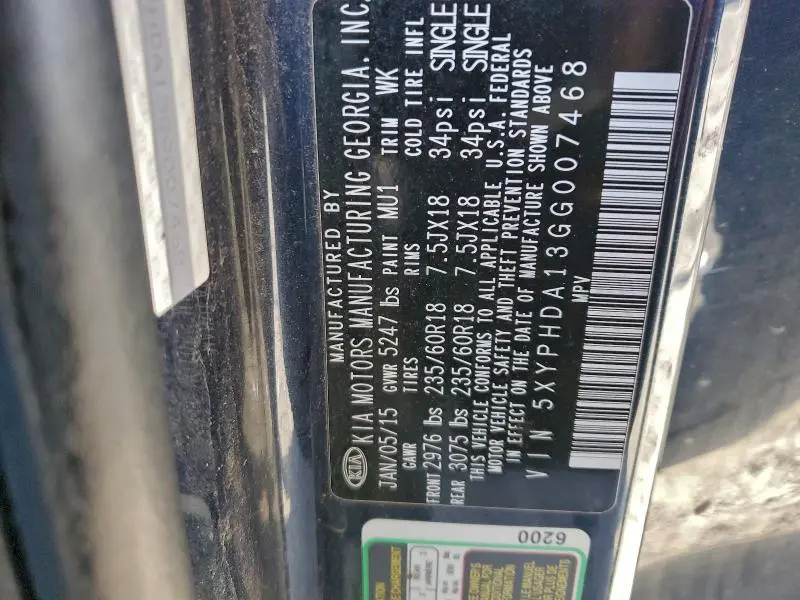 MANUFACTURED BY
KIA KIA MOTORS MANUFACTURING GEORGIA. INC.
JAN/05/15 GVWR 5247 lbs PAINT MU1 TRIM WK
GAWR TIRES RIMS COLD TIRE INFL
FRONT 2976 lbs 235/60R18 7.5JX18 34psi SINGLE
REAR 3075 lbs 235/60R18 7.5JX18 34psi SINGLE
THIS VEHICLE CONFORMS TO ALL APPLICABLE U.S.A. FEDERAL
MOTOR VEHICLE SAFETY AND THEFT PREVENTION STANDARDS
IN EFFECT ON THE DATE OF MANUFACTURE SHOWN ABOVE
VIN 5XYPHDA13GG007468
MPV
6200